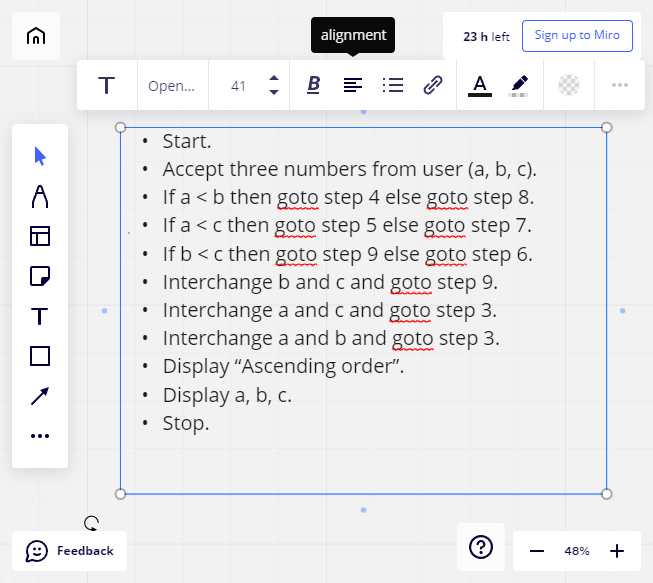 alignment
23 h left
Sign up to Miro
T
Open...
41
B
A
• Start.
• Accept three numbers from user (a, b, c).
• If a < b then goto step 4 else goto step 8.
• If a < c then goto step 5 else goto step 7.
• If b < c then goto step 9 else goto step 6.
• Interchange b and c and goto step 9.
• Interchange a and c and goto step 3.
• Interchange a and b and goto step 3.
• Display “Ascending order”.
• Display a, b, c.
• Stop.
T
Feedback
?
48%